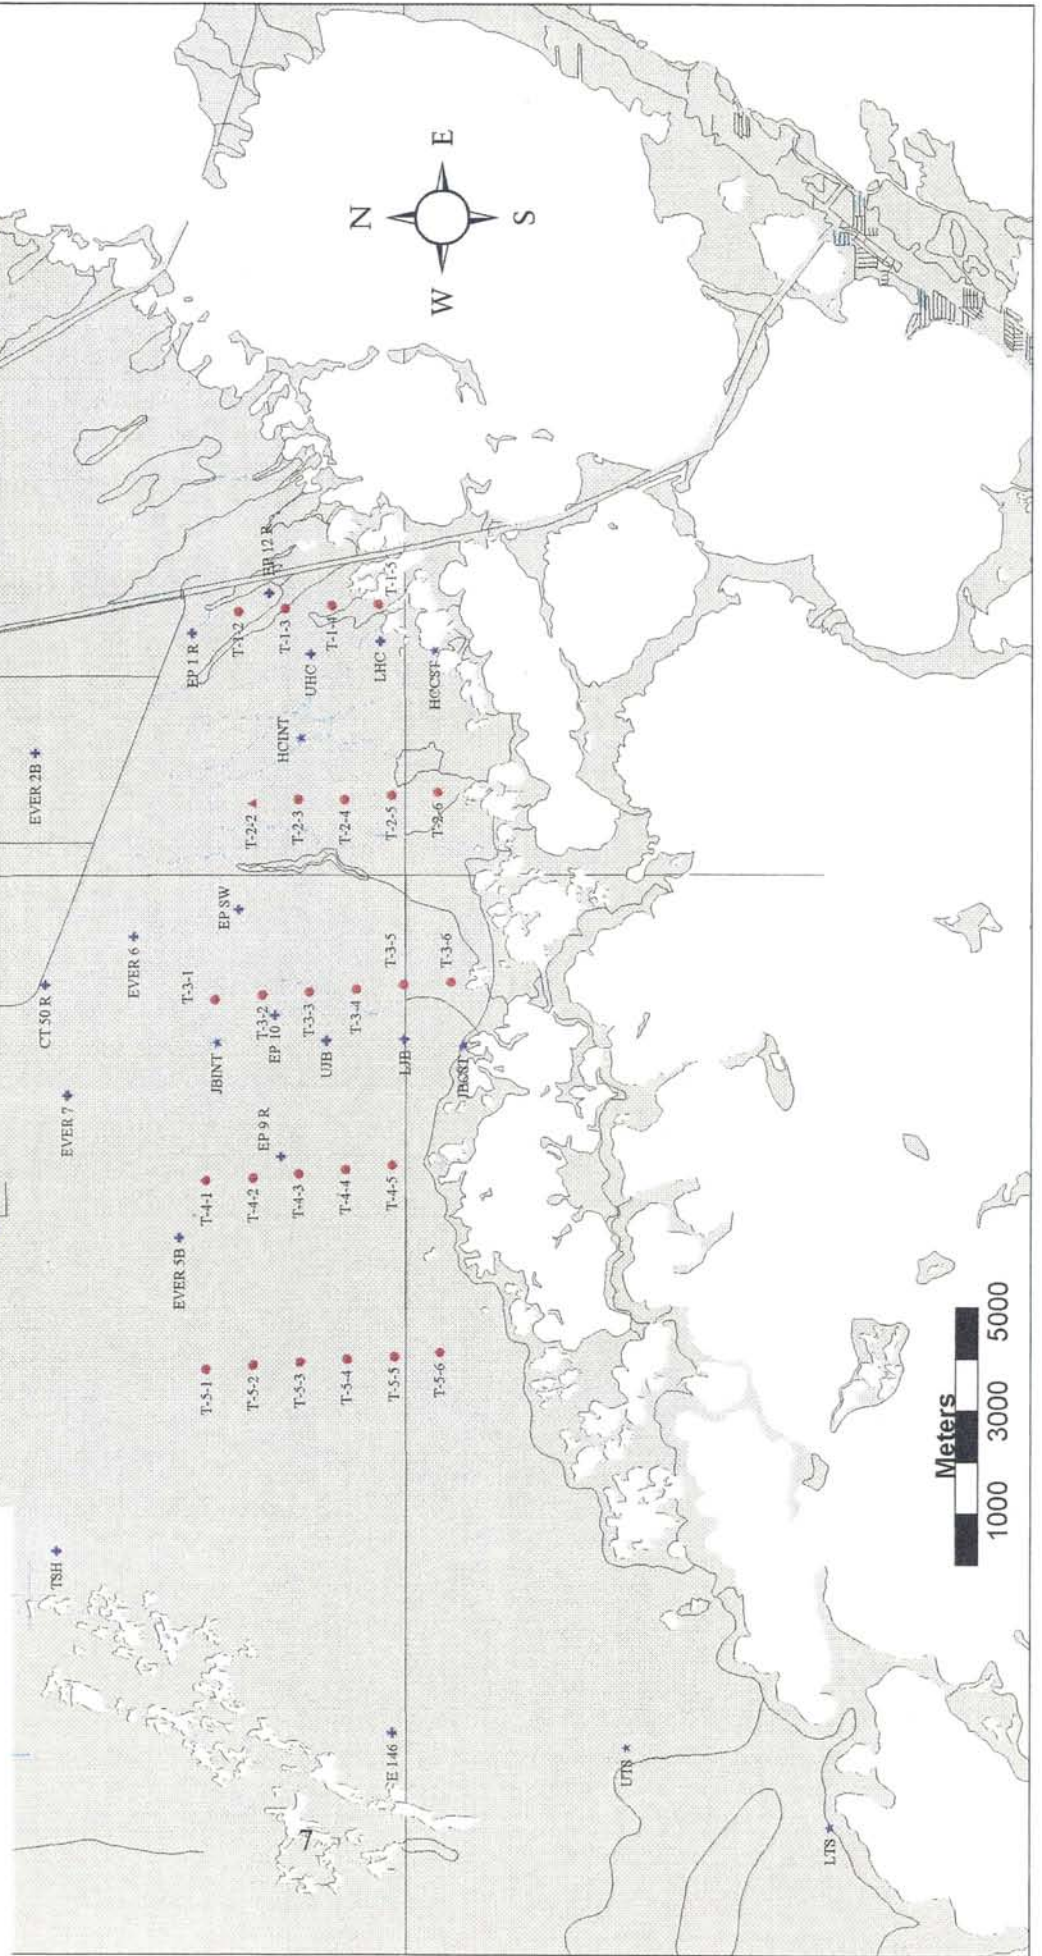 N
W
E
S
EVER 2B
CT 50 R
EVER 7
EVER 6
EVER 5B
TSH
EP 1 R
EP 12 R
T-1-2
T-1-3
T-1-4
T-1-5
UHC
LHC
HCCST
HCINT
T-2-2
T-2-3
T-2-4
T-2-5
T-2-6
EP SW
T-3-1
T-3-2
T-3-3
T-3-4
T-3-5
T-3-6
JBINT
EP 10
UJB
LJB
JBCST
EP 9 R
T-4-1
T-4-2
T-4-3
T-4-4
T-4-5
T-5-1
T-5-2
T-5-3
T-5-4
T-5-5
T-5-6
E 146
UTS
LTS
7
Meters
1000 3000 5000